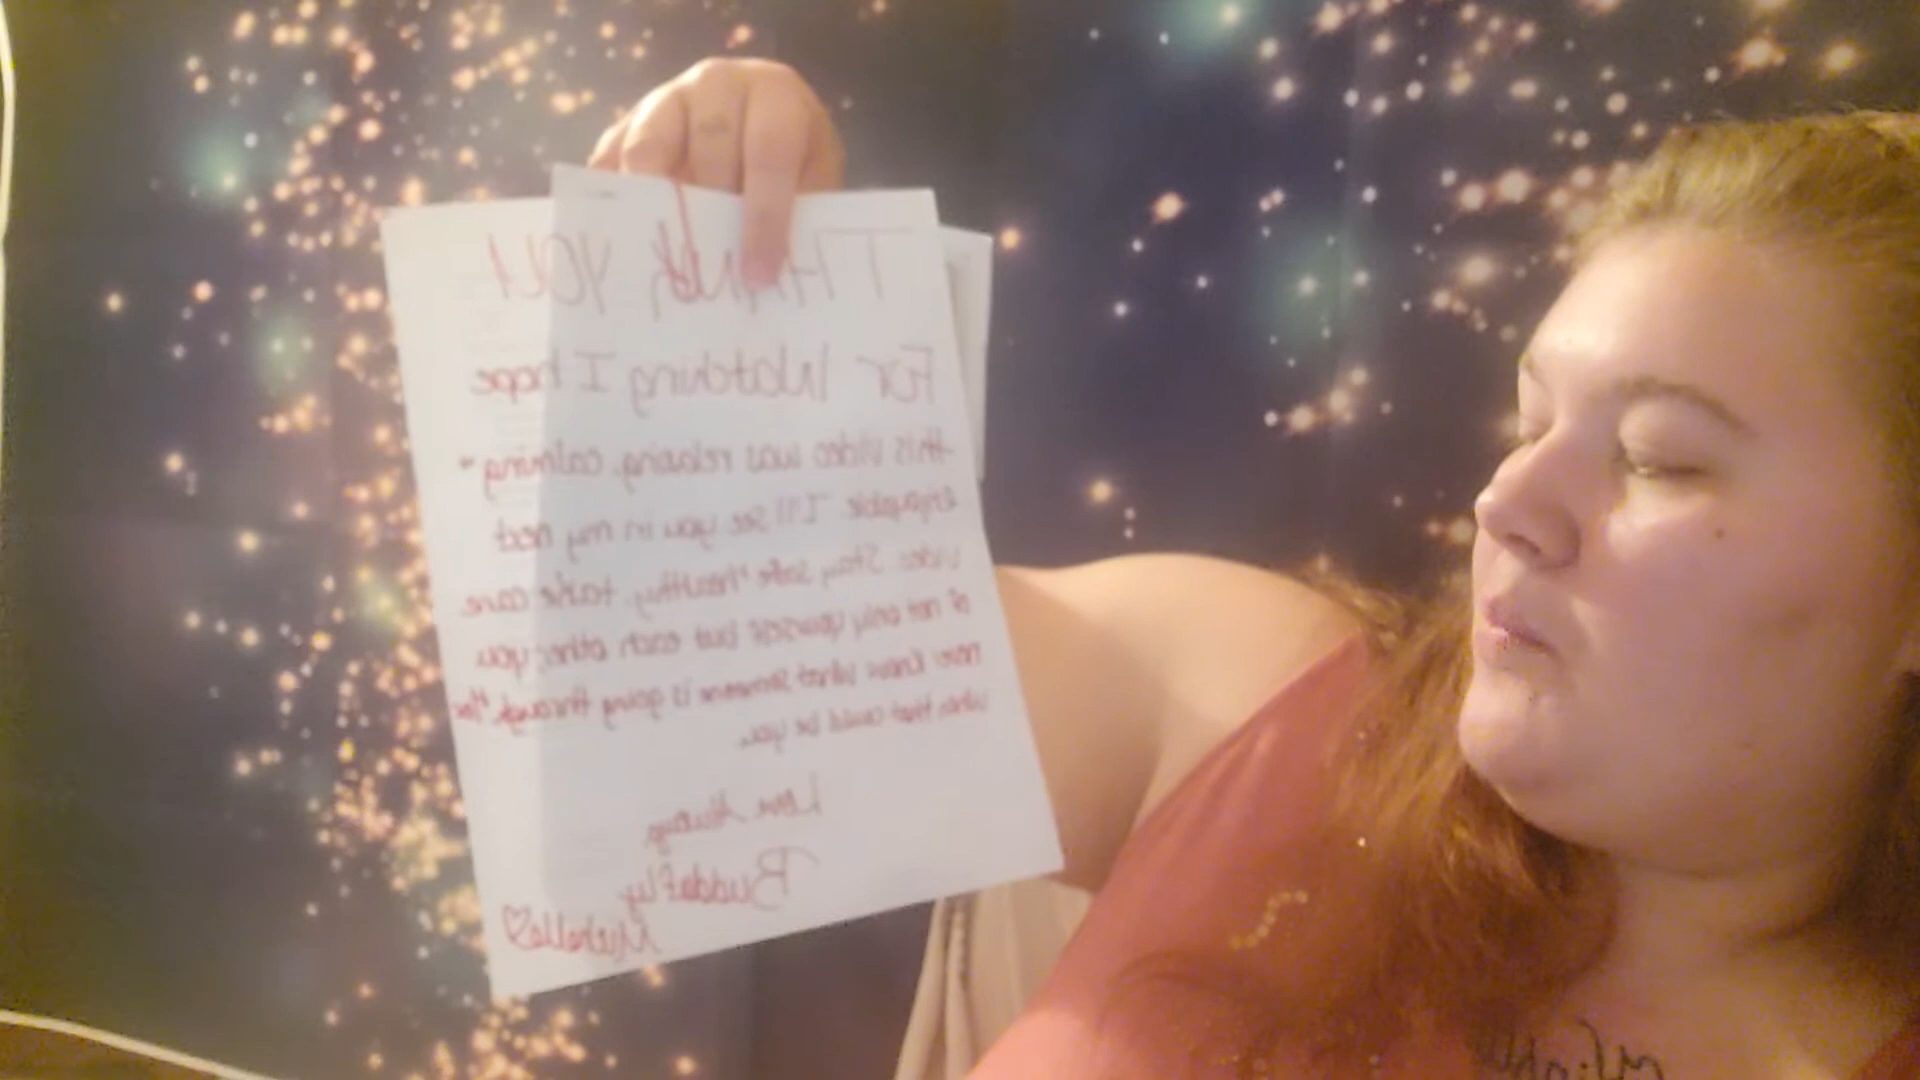 THANK YOU!
For Watching I hope
this video was relaxing, calming +
Enjoyable. I'll see you in my next
video. Stay safe + healthy, take care
of not only yourself but each other, you
never know what someone is going through for
when that could be you.
Love Always,
Buddafly
Michelle♡